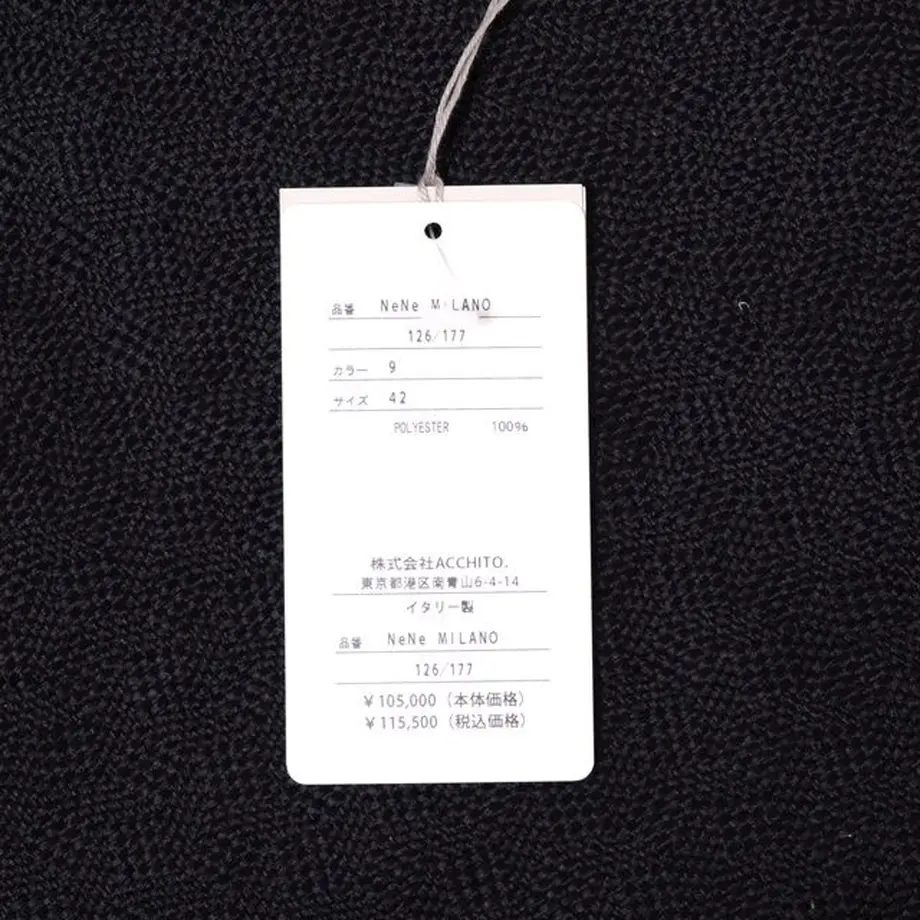 品番 NeNe MILANO
126/177
カラー 9
サイズ 42
POLYESTER 100%
株式会社ACCHITO.
東京都港区南青山6-4-14
イタリー製
品番 NeNe MILANO
126/177
¥105,000（本体価格）
¥115,500（税込価格）